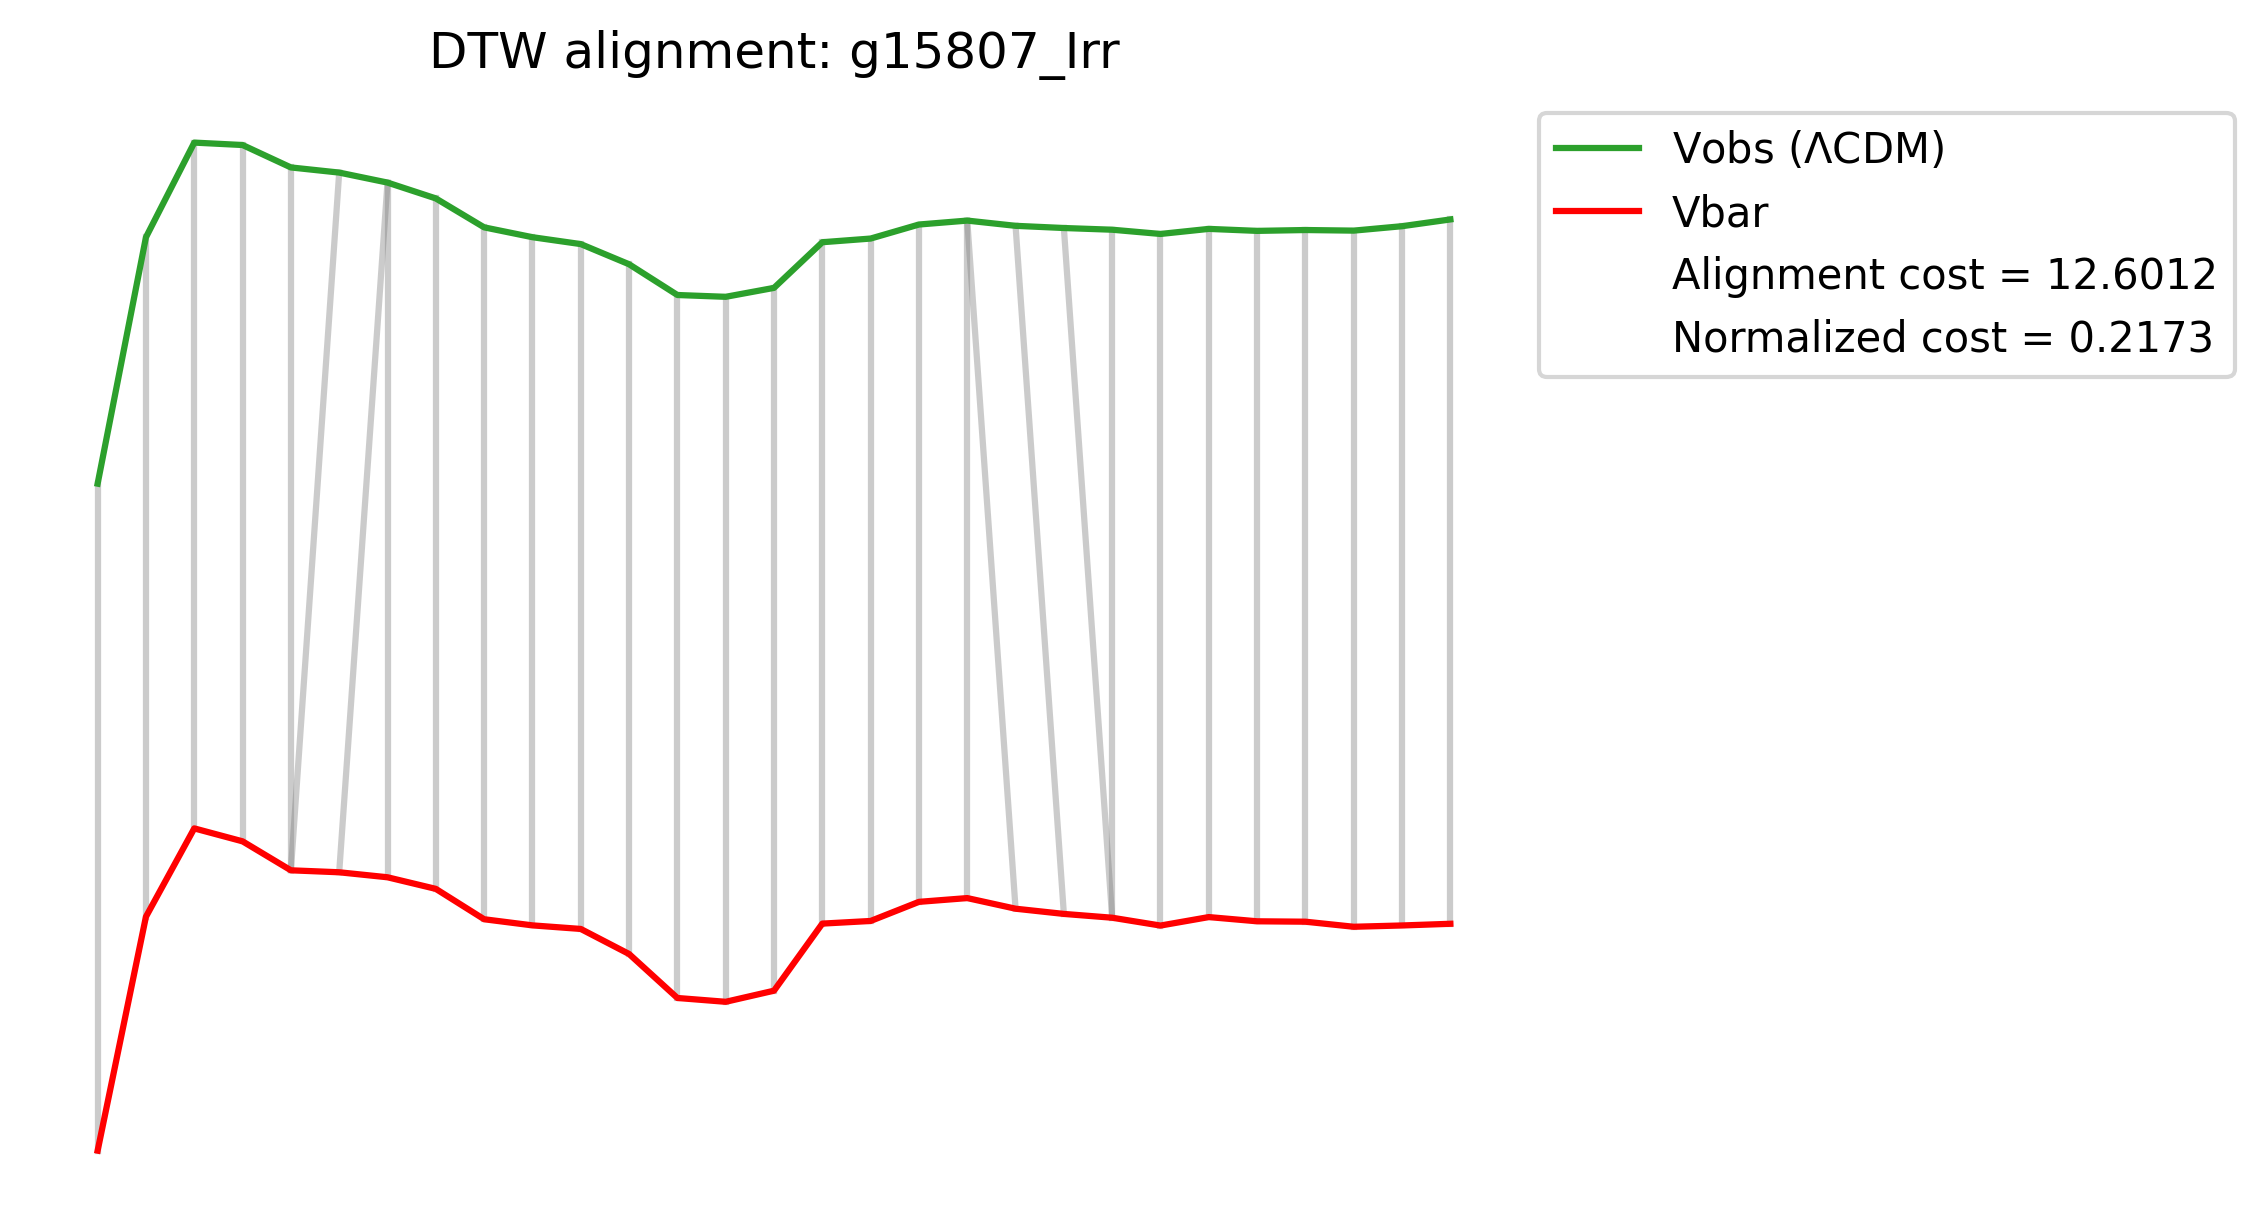 DTW alignment: g15807_Irr
Vobs (ΛCDM)
Vbar
Alignment cost = 12.6012
Normalized cost = 0.2173